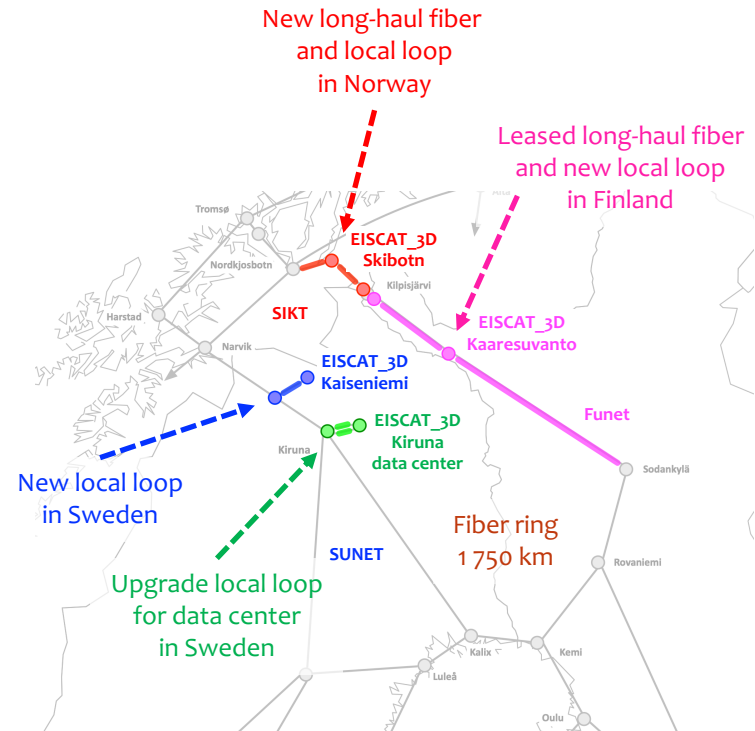 New long-haul fiber
and local loop
in Norway
Leased long-haul fiber
and new local loop
in Finland
Tromsø
EISCAT_3D
Skibotn
Nordkjosbotn
Kilpisjärvi
Harstad
SIKT
EISCAT_3D
Kaaresuvanto
Narvik
EISCAT_3D
Kaiseniemi
EISCAT_3D
Kiruna
data center
Funet
Kiruna
Sodankylä
New local loop
in Sweden
Fiber ring
1 750 km
SUNET
Rovaniemi
Upgrade local loop
for data center
in Sweden
Kalix
Kemi
Luleå
Oulu